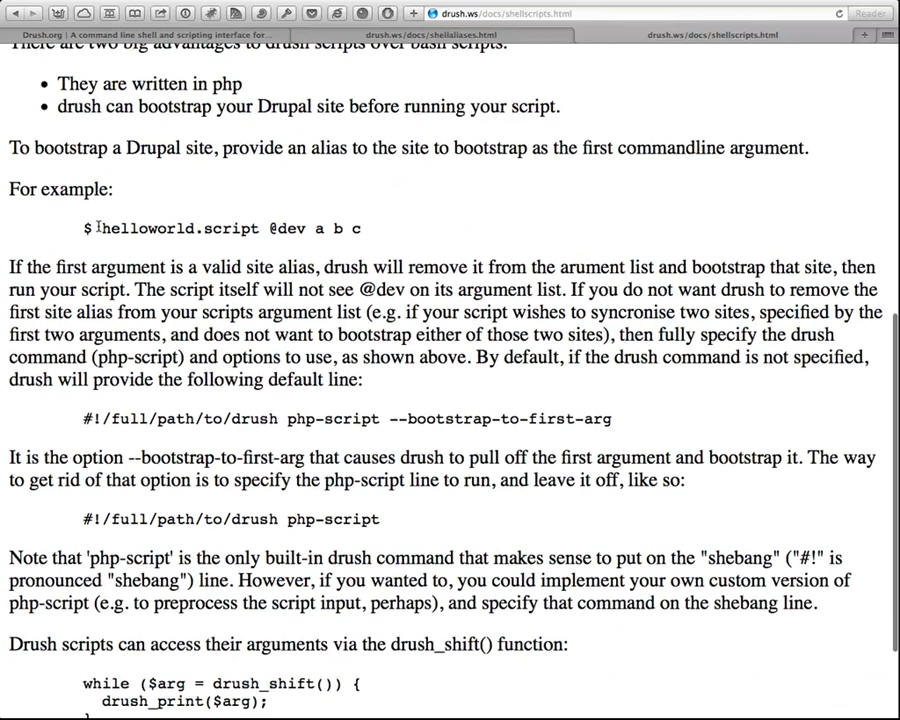 drush.ws/docs/shellscripts.html
Reader
Drush.org | A command line shell and scripting interface for...
drush.ws/docs/shellaliases.html
drush.ws/docs/shellscripts.html
There are two big advantages to drush scripts over bash scripts:
• They are written in php
• drush can bootstrap your Drupal site before running your script.
To bootstrap a Drupal site, provide an alias to the site to bootstrap as the first commandline argument.
For example:
$ helloworld.script @dev a b c
If the first argument is a valid site alias, drush will remove it from the arument list and bootstrap that site, then
run your script. The script itself will not see @dev on its argument list. If you do not want drush to remove the
first site alias from your scripts argument list (e.g. if your script wishes to syncronise two sites, specified by the
first two arguments, and does not want to bootstrap either of those two sites), then fully specify the drush
command (php-script) and options to use, as shown above. By default, if the drush command is not specified,
drush will provide the following default line:
#!/full/path/to/drush php-script --bootstrap-to-first-arg
It is the option --bootstrap-to-first-arg that causes drush to pull off the first argument and bootstrap it. The way
to get rid of that option is to specify the php-script line to run, and leave it off, like so:
#!/full/path/to/drush php-script
Note that 'php-script' is the only built-in drush command that makes sense to put on the "shebang" ("#!" is
pronounced "shebang") line. However, if you wanted to, you could implement your own custom version of
php-script (e.g. to preprocess the script input, perhaps), and specify that command on the shebang line.
Drush scripts can access their arguments via the drush_shift() function:
while ($arg = drush_shift()) {
drush_print($arg);
}